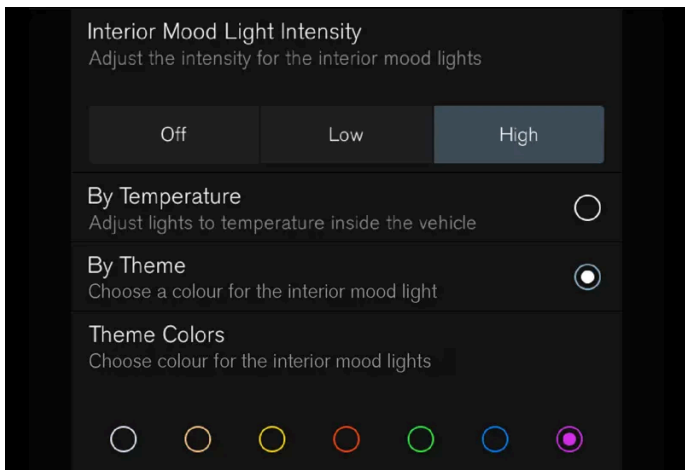 Interior Mood Light Intensity
Adjust the intensity for the interior mood lights
Off Low High
By Temperature
Adjust lights to temperature inside the vehicle
By Theme
Choose a colour for the interior mood light
Theme Colors
Choose colour for the interior mood lights